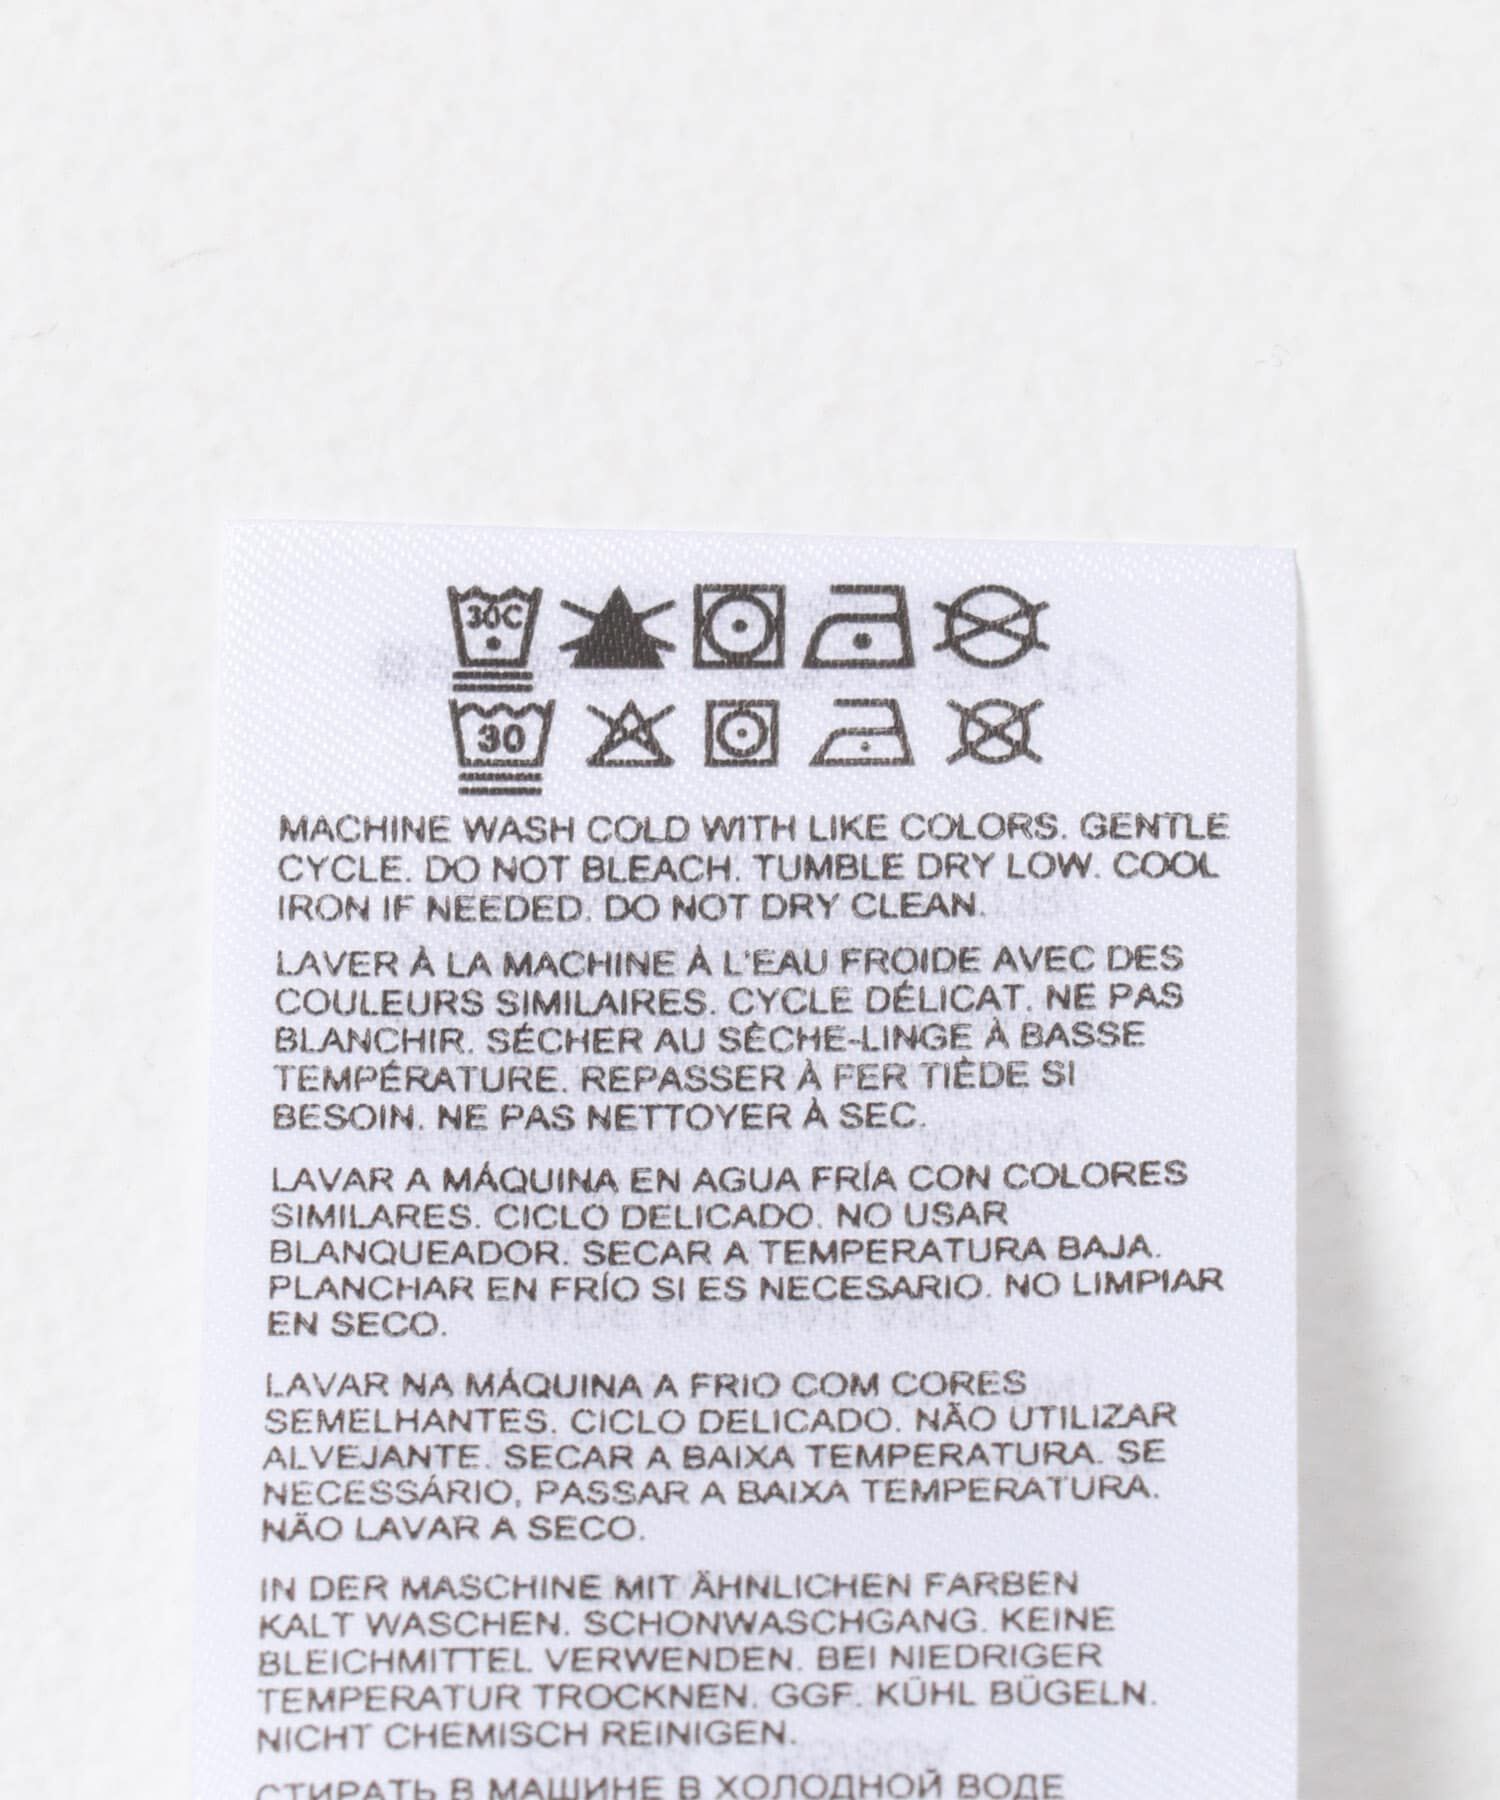 30C
30
MACHINE WASH COLD WITH LIKE COLORS. GENTLE
CYCLE. DO NOT BLEACH. TUMBLE DRY LOW. COOL
IRON IF NEEDED. DO NOT DRY CLEAN.
LAVER À LA MACHINE À L'EAU FROIDE AVEC DES
COULEURS SIMILAIRES. CYCLE DÉLICAT. NE PAS
BLANCHIR. SÉCHER AU SÈCHE-LINGE À BASSE
TEMPÉRATURE. REPASSER À FER TIÈDE SI
BESOIN. NE PAS NETTOYER À SEC.
LAVAR A MÁQUINA EN AGUA FRÍA CON COLORES
SIMILARES. CICLO DELICADO. NO USAR
BLANQUEADOR. SECAR A TEMPERATURA BAJA.
PLANCHAR EN FRÍO SI ES NECESARIO. NO LIMPIAR
EN SECO.
LAVAR NA MÁQUINA A FRIO COM CORES
SEMELHANTES. CICLO DELICADO. NÃO UTILIZAR
ALVEJANTE. SECAR A BAIXA TEMPERATURA. SE
NECESSÁRIO, PASSAR A BAIXA TEMPERATURA.
NÃO LAVAR A SECO.
IN DER MASCHINE MIT ÄHNLICHEN FARBEN
KALT WASCHEN. SCHONWASCHGANG. KEINE
BLEICHMITTEL VERWENDEN. BEI NIEDRIGER
TEMPERATUR TROCKNEN. GGF. KÜHL BÜGELN.
NICHT CHEMISCH REINIGEN.
СТИРАТЬ В МАШИНЕ В ХОЛОДНОЙ ВОДЕ